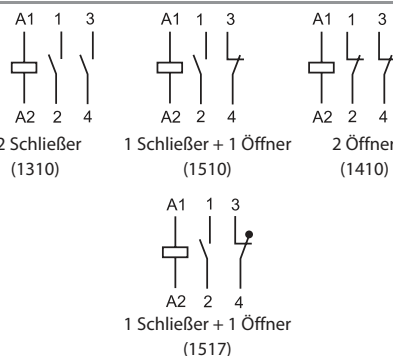 A1 1 3 A1 1 3 A1 1 3
A2 2 4 A2 2 4 A2 2 4
2 Schließer 1 Schließer + 1 Öffner 2 Öffner
(1310) (1510) (1410)
A1 1 3
A2 2 4
1 Schließer + 1 Öffner
(1517)